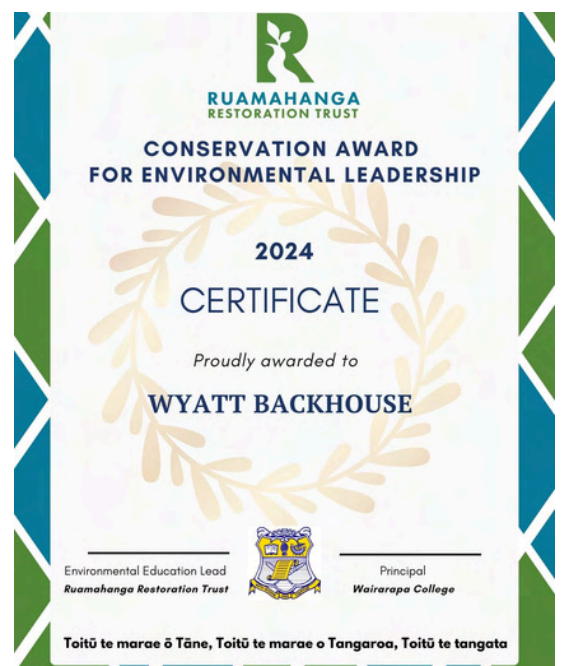 RUAMAHANGA
RESTORATION TRUST
CONSERVATION AWARD
FOR ENVIRONMENTAL LEADERSHIP
2024
CERTIFICATE
Proudly awarded to
WYATT BACKHOUSE
Environmental Education Lead
Ruamahanga Restoration Trust
Principal
Wairarapa College
Toitū te marae ō Tāne, Toitū te marae o Tangaroa, Toitū te tangata